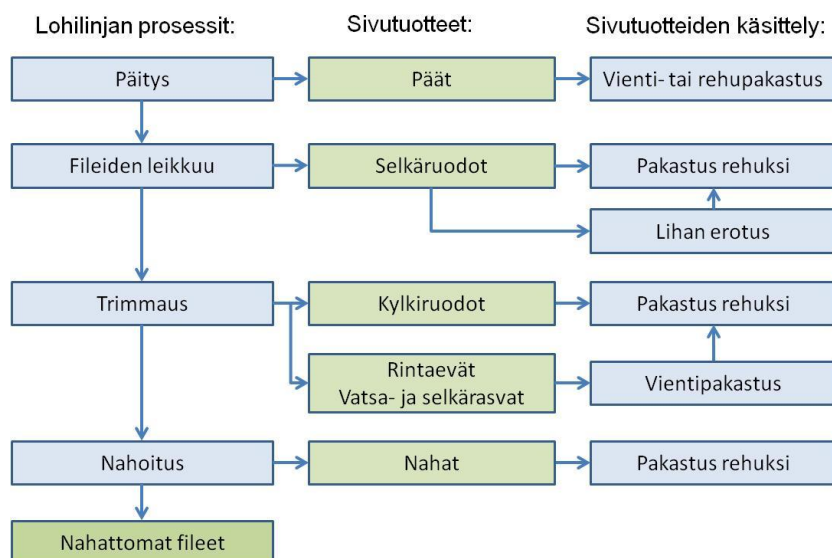 Lohilinjan prosessit: Sivutuotteet: Sivutuotteiden käsittely:
Päitys Päät Vienti- tai rehupakastus
Fileiden leikkuu Selkäruodot Pakastus rehuksi
Lihan erotus
Trimmaus Kylkiruodot Pakastus rehuksi
Rintaevät
Vatsa- ja selkärasvat
Vientipakastus
Nahoitus Nahat Pakastus rehuksi
Nahattomat fileet